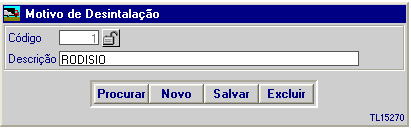 Motivo de Desintalação
Código 1
Descrição RODISIO
Procurar Novo Salvar Excluir
TL15270